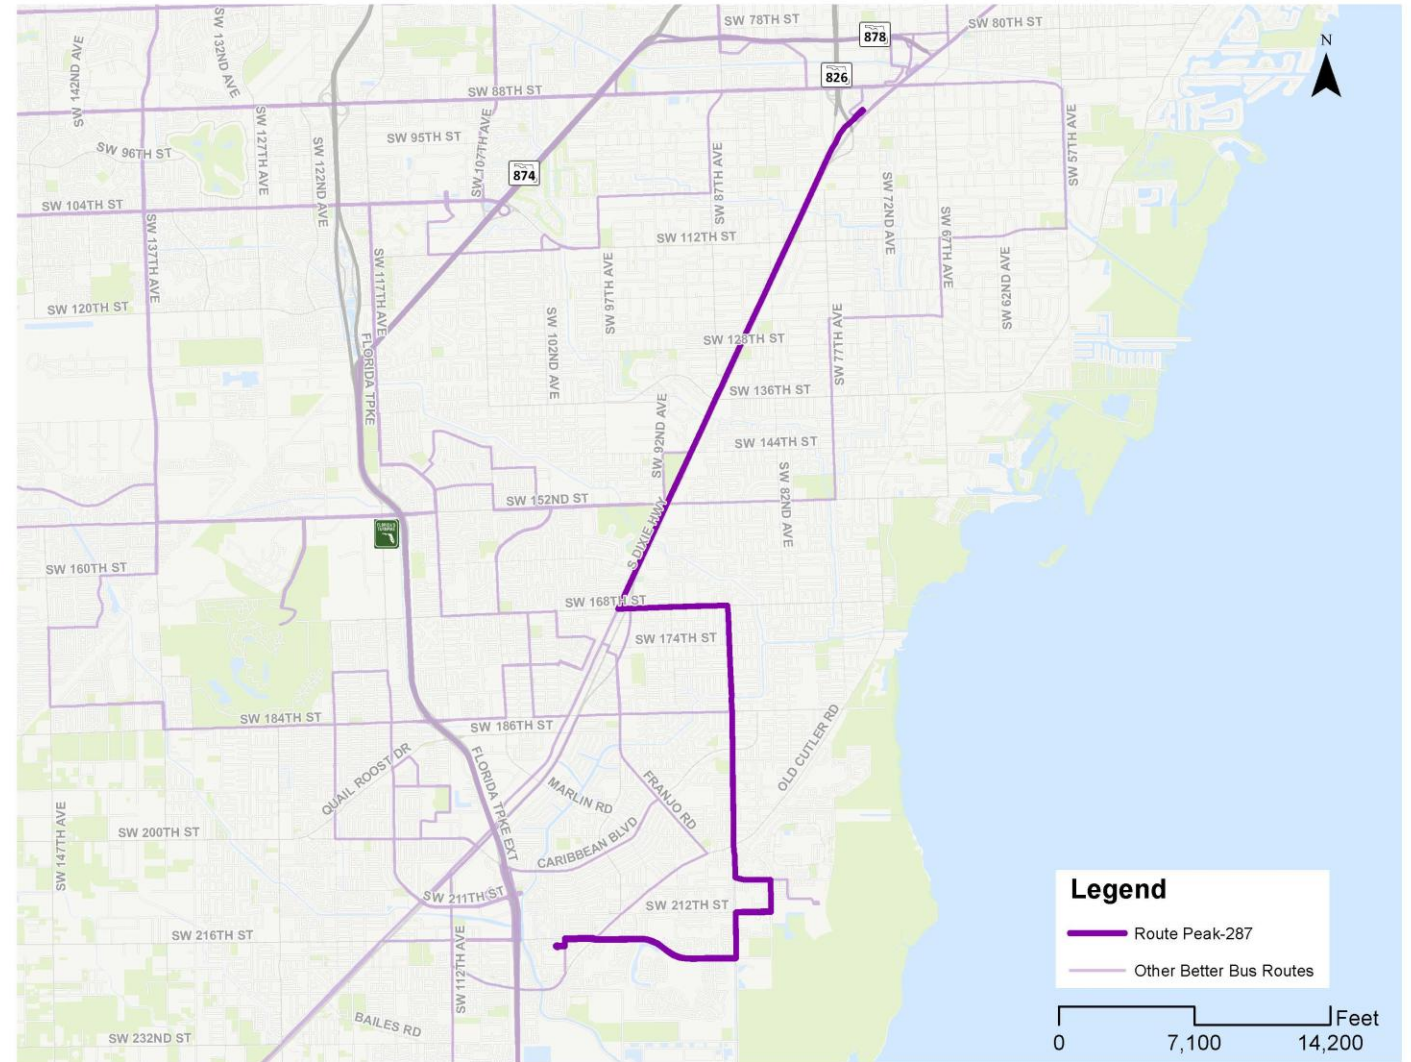 SW 78TH ST
SW 80TH ST
878
N
SW 142ND AVE
SW 132ND AVE
826
SW 88TH ST
SW 95TH ST
SW 107TH AVE
SW 96TH ST
SW 127TH AVE
SW 122ND AVE
874
SW 87TH AVE
SW 57TH AVE
SW 72ND AVE
SW 104TH ST
SW 137TH AVE
SW 112TH ST
SW 67TH AVE
SW 117TH AVE
SW 97TH AVE
SW 62ND AVE
SW 120TH ST
SW 102ND AVE
SW 128TH ST
SW 77TH AVE
FLORIDA TPKE
SW 136TH ST
SW 92ND AVE
SW 144TH ST
SW 152ND ST
SW 82ND AVE
S DIXIE HWY
SW 160TH ST
SW 168TH ST
SW 174TH ST
SW 184TH ST
SW 186TH ST
OLD CUTLER RD
QUAIL ROOST DR
FLORIDA TPKE EXT
MARLIN RD
FRANJO RD
SW 147TH AVE
SW 200TH ST
CARIBBEAN BLVD
SW 211TH ST
SW 212TH ST
SW 216TH ST
SW 112TH AVE
BAILES RD
SW 232ND ST
Legend
Route Peak-287
Other Better Bus Routes
Feet
0 7,100 14,200